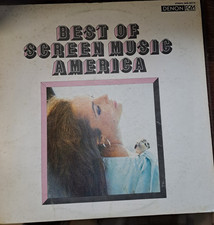 DENON
BEST OF
SCREEN MUSIC
AMERICA